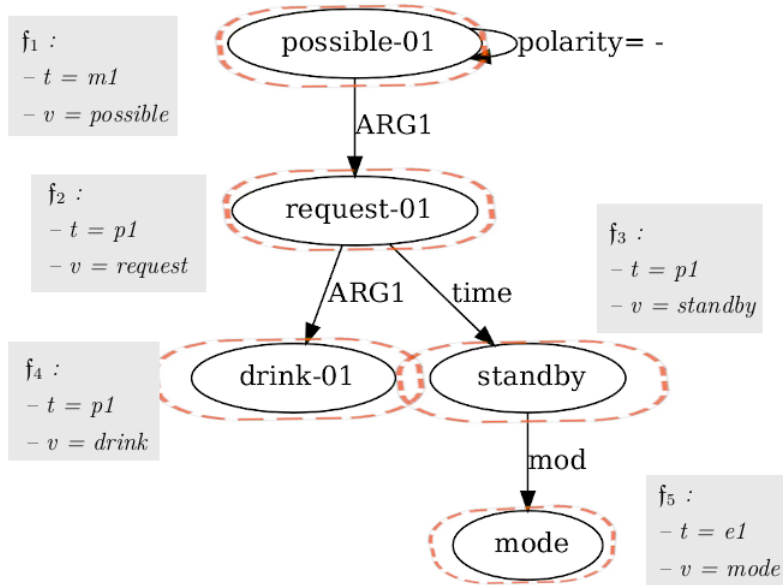 𝔣₁ :
– t = m1
– v = possible
possible-01
polarity= -
ARG1
𝔣₂ :
– t = p1
– v = request
request-01
𝔣₃ :
– t = p1
– v = standby
ARG1
time
𝔣₄ :
– t = p1
– v = drink
drink-01
standby
mod
𝔣₅ :
– t = e1
– v = mode
mode